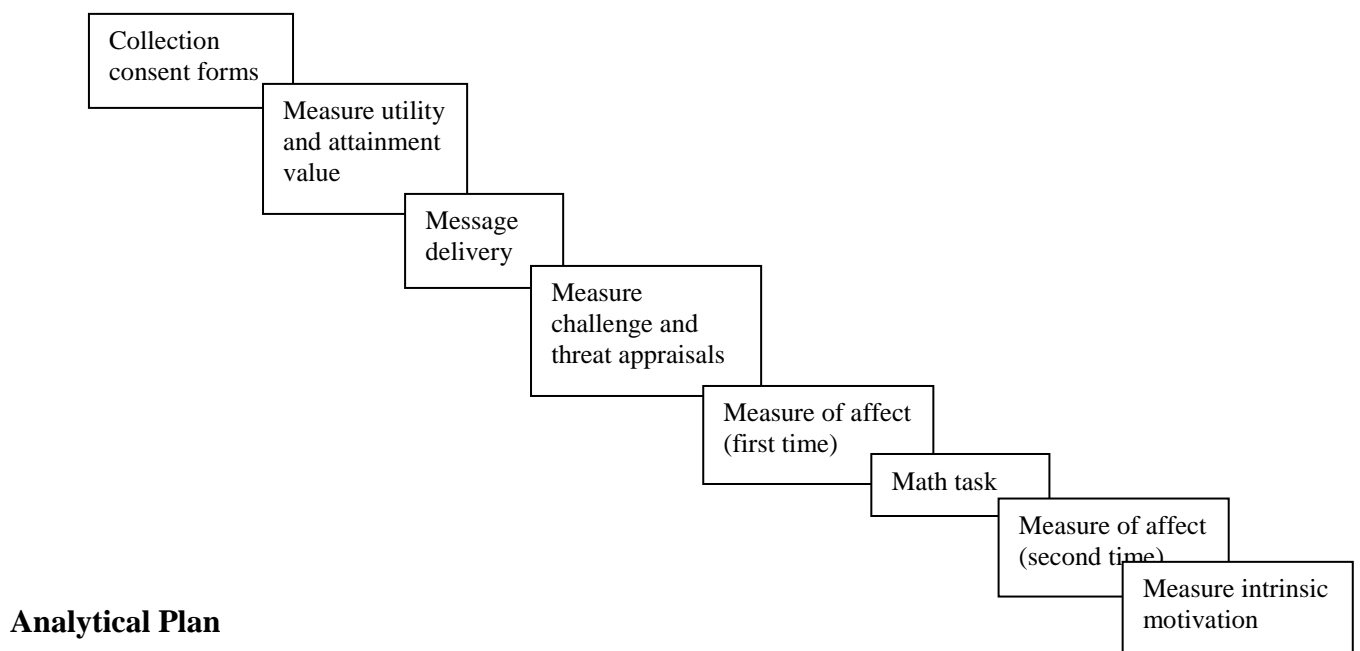 Collection
consent forms
Measure utility
and attainment
value
Message
delivery
Measure
challenge and
threat appraisals
Measure of affect
(first time)
Math task
Measure of affect
(second time)
Measure intrinsic
motivation
Analytical Plan